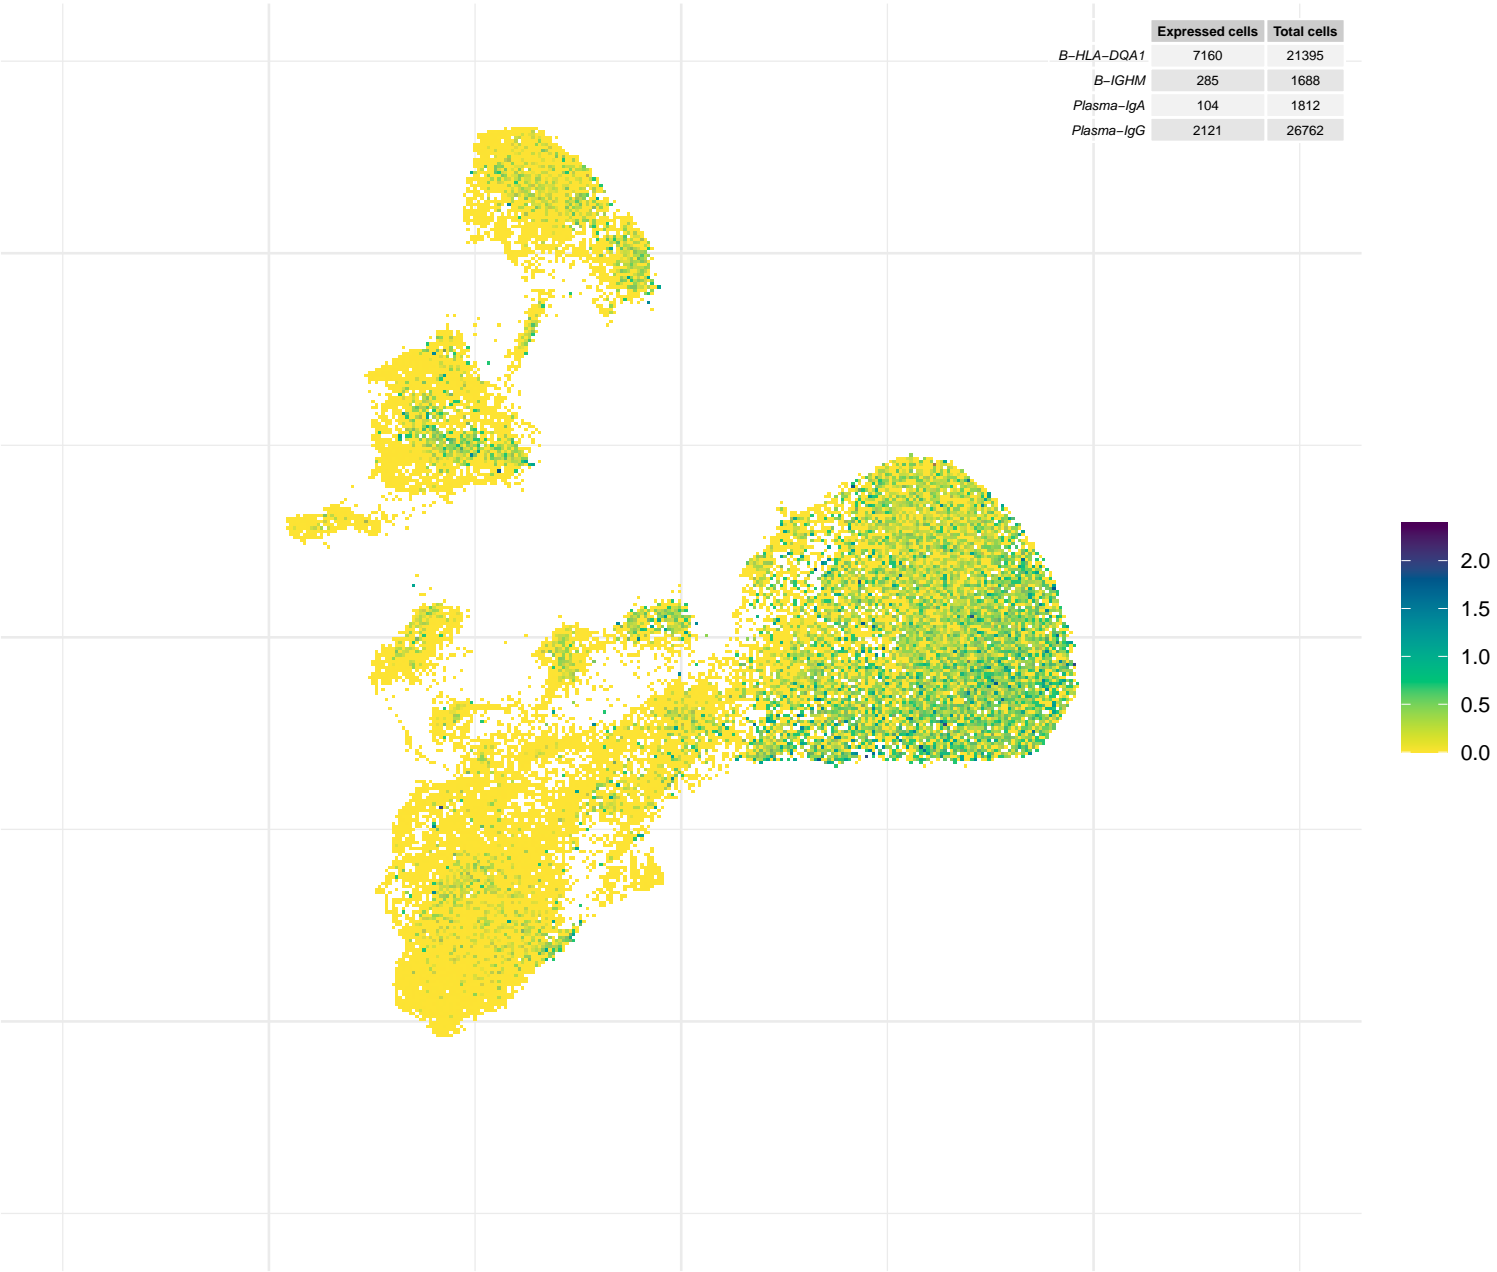 Expressed cells Total cells
B−HLA−DQA1 7160 21395
B−IGHM 285 1688
Plasma−IgA 104 1812
Plasma−IgG 2121 26762
2.0
1.5
1.0
0.5
0.0